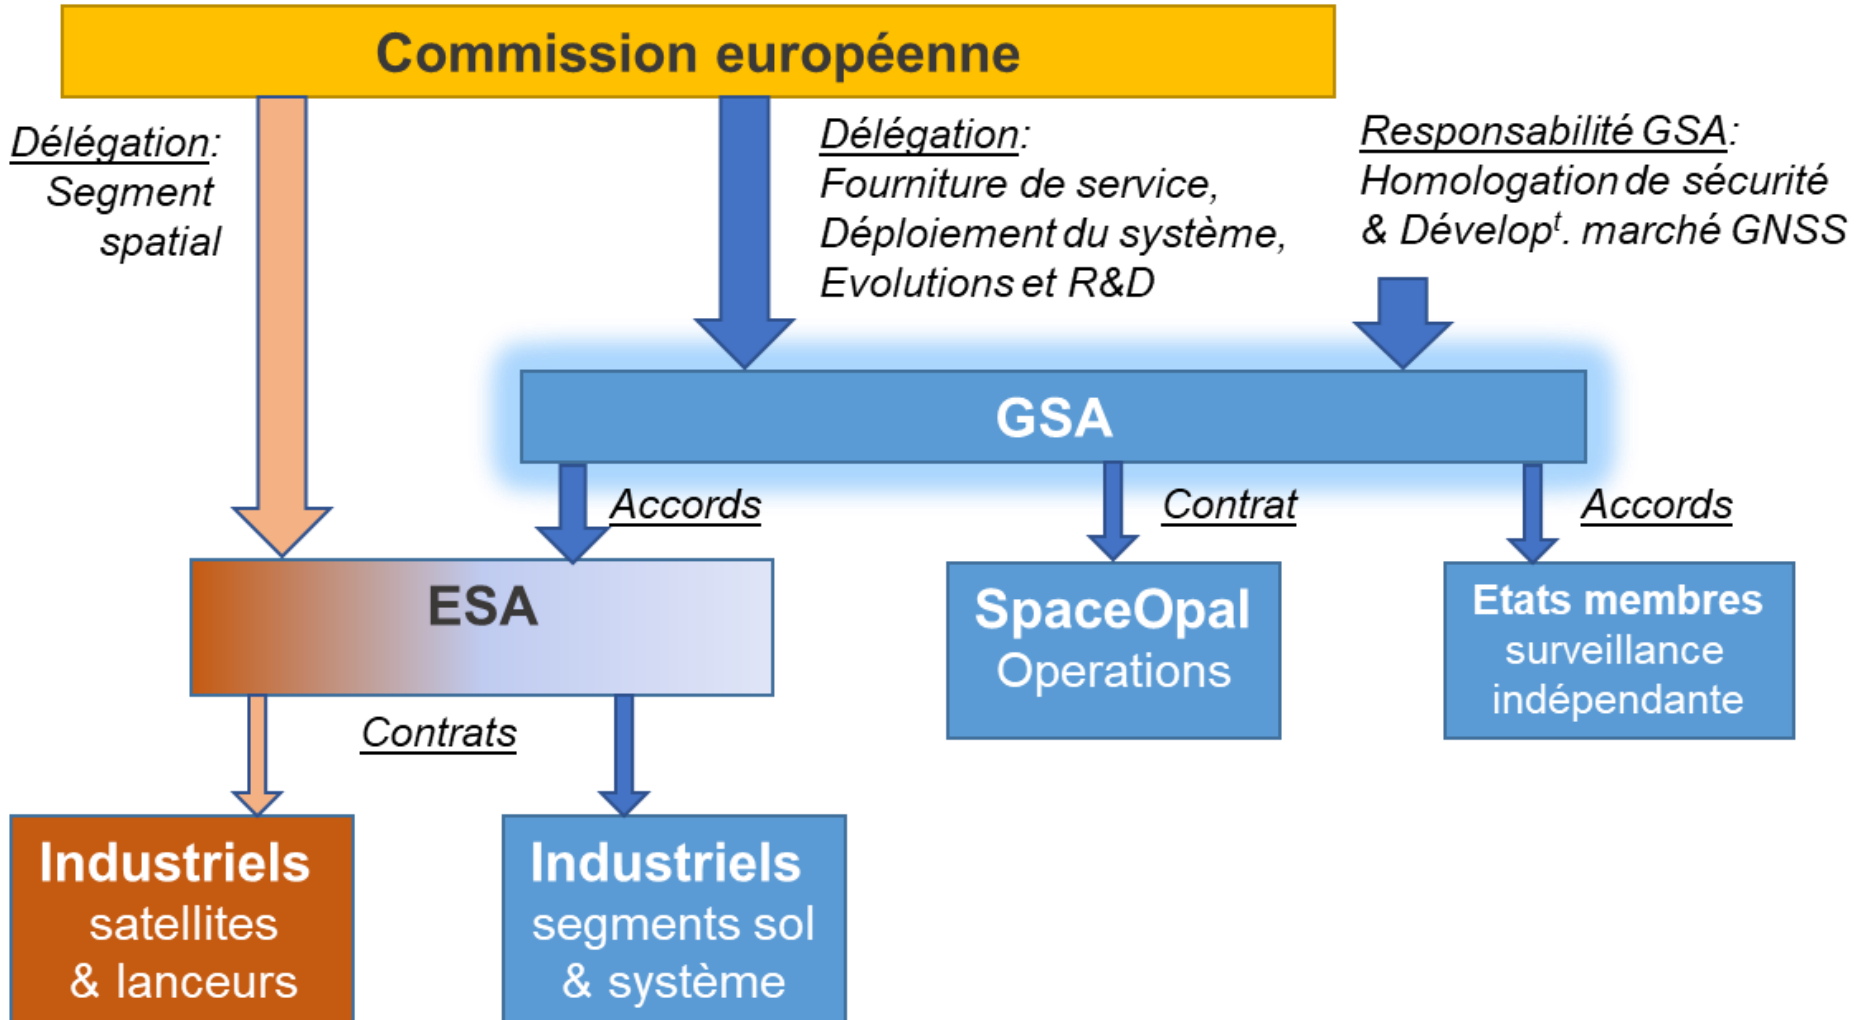 Commission européenne
Délégation:
Segment
spatial
Délégation:
Fourniture de service,
Déploiement du système,
Evolutions et R&D
Responsabilité GSA:
Homologation de sécurité
& Dévelopᵗ. marché GNSS
GSA
Accords
Contrat
Accords
ESA
SpaceOpal
Operations
Etats membres
surveillance
indépendante
Contrats
Industriels
satellites
& lanceurs
Industriels
segments sol
& système